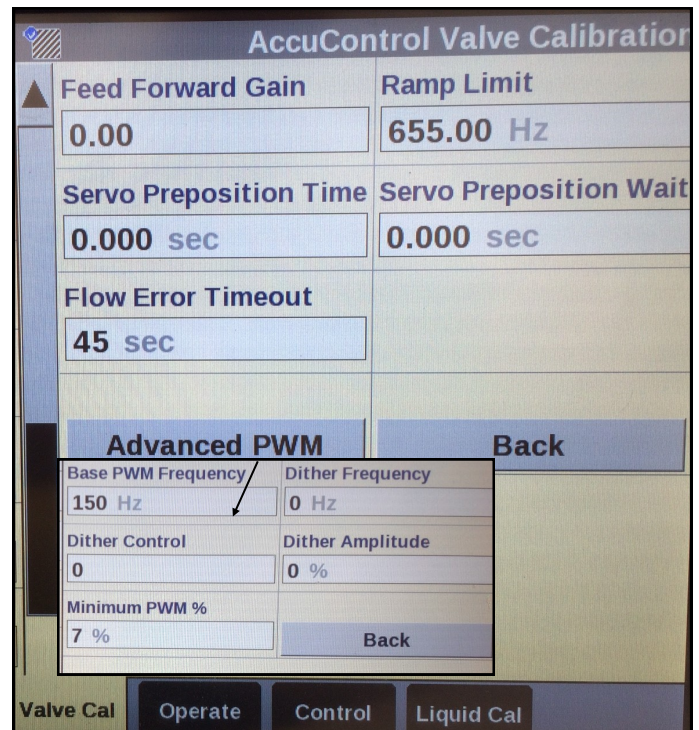 AccuControl Valve Calibration
Feed Forward Gain Ramp Limit
0.00 655.00 Hz
Servo Preposition Time Servo Preposition Wait
0.000 sec 0.000 sec
Flow Error Timeout
45 sec
Advanced PWM Back
Base PWM Frequency Dither Frequency
150 Hz 0 Hz
Dither Control Dither Amplitude
0 0 %
Minimum PWM %
7 % Back
Valve Cal Operate Control Liquid Cal